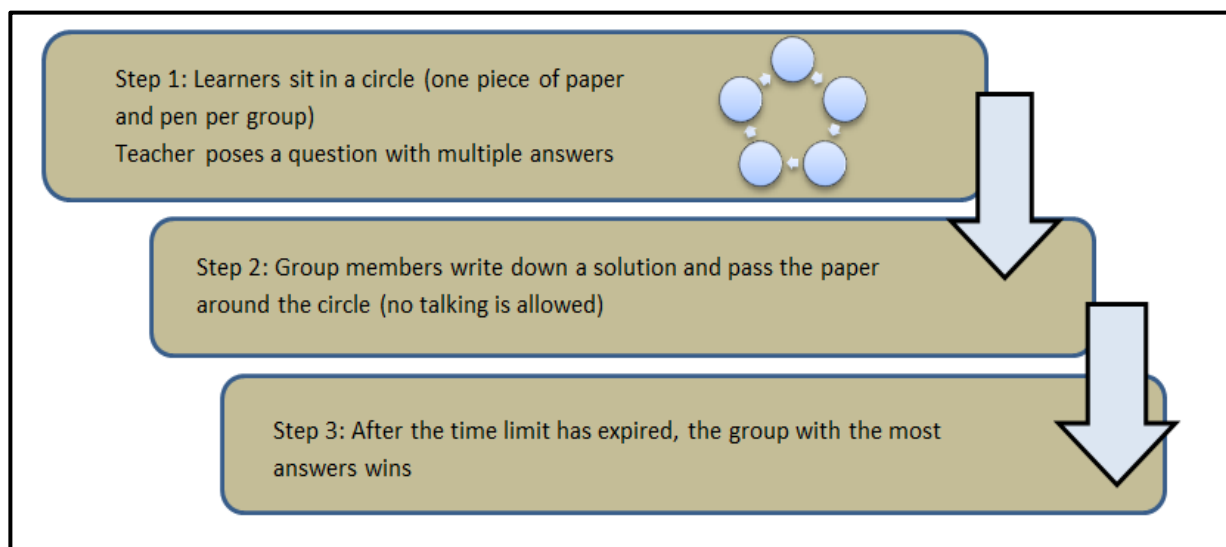 Step 1: Learners sit in a circle (one piece of paper
and pen per group)
Teacher poses a question with multiple answers
Step 2: Group members write down a solution and pass the paper
around the circle (no talking is allowed)
Step 3: After the time limit has expired, the group with the most
answers wins